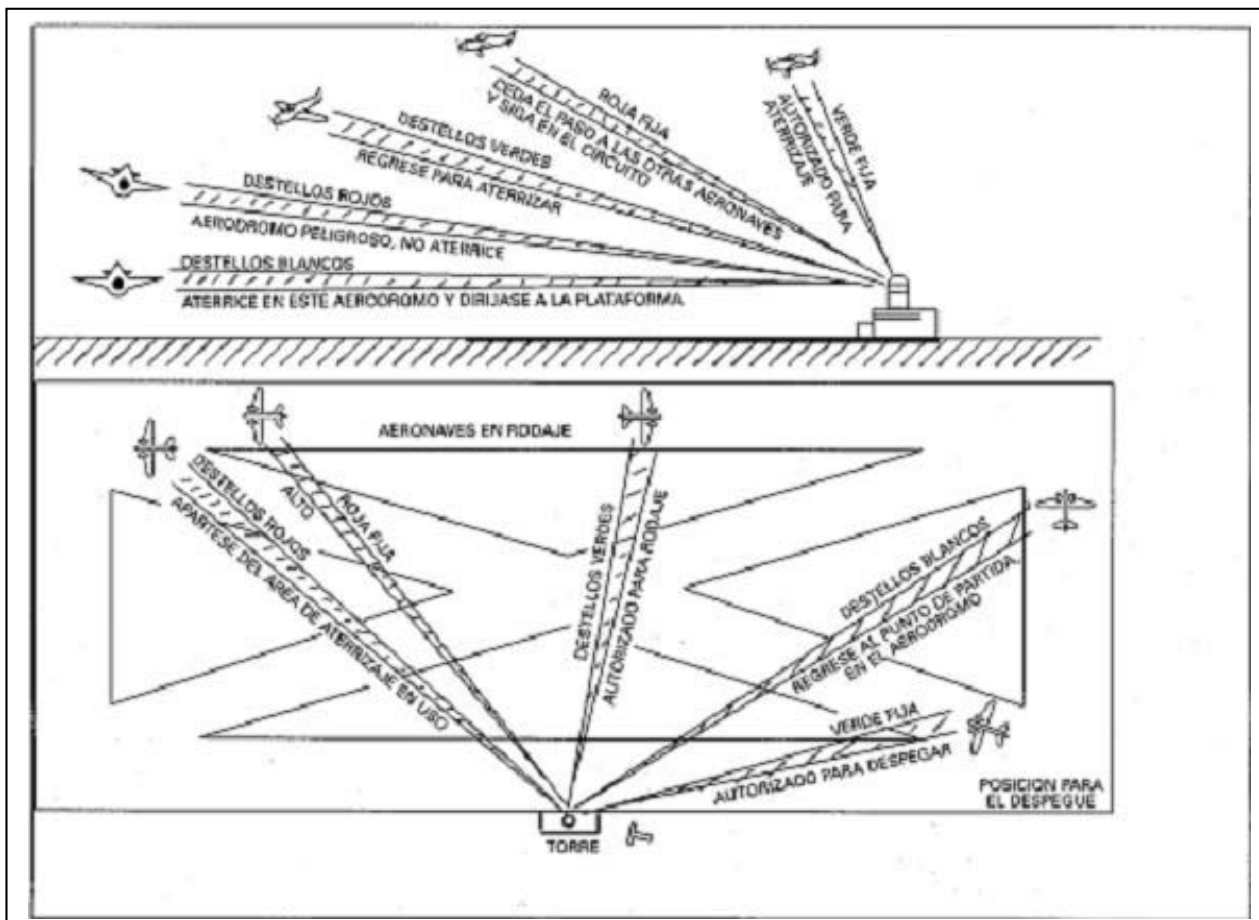 ROJA FIJA
CEDA EL PASO A LAS OTRAS AERONAVES
Y SIGA EN EL CIRCUITO
VERDE FIJA
AUTORIZADO PARA
ATERRIZAJE
DESTELLOS VERDES
REGRESE PARA ATERRIZAR
DESTELLOS ROJOS
AERODROMO PELIGROSO, NO ATERRICE
DESTELLOS BLANCOS
ATERRICE EN ESTE AERODROMO Y DIRIJASE A LA PLATAFORMA
AERONAVES EN RODAJE
DESTELLOS ROJOS
APARTESE DEL AREA DE ATERRIZAJE EN USO
ROJA FIJA
ALTO
DESTELLOS VERDES
AUTORIZADO PARA RODAJE
DESTELLOS BLANCOS
REGRESE AL PUNTO DE PARTIDA
EN EL AERODROMO
VERDE FIJA
AUTORIZADO PARA DESPEGAR
POSICION PARA
EL DESPEGUE
TORRE